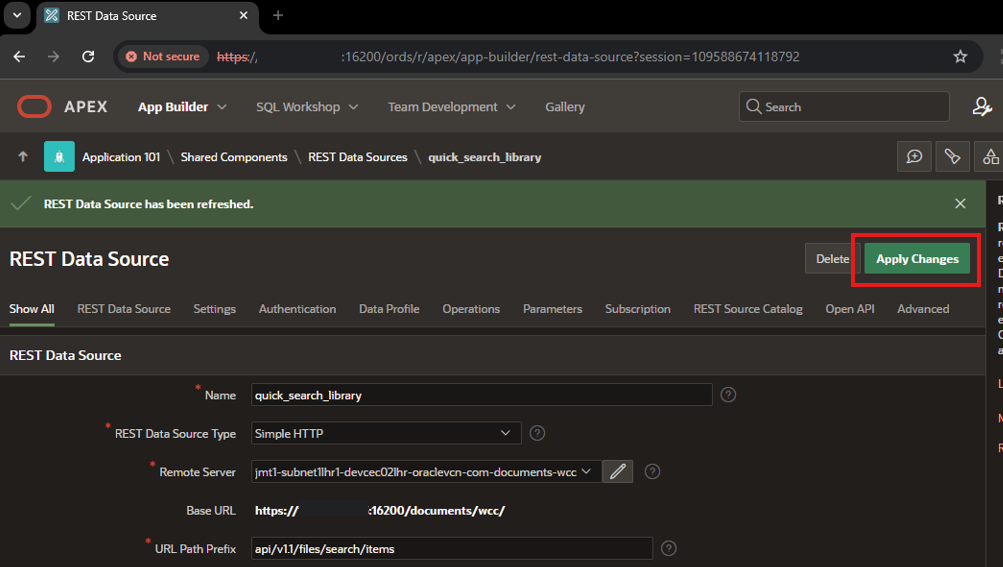 REST Data Source
Not secure https:/ :16200/ords/r/apex/app-builder/rest-data-source?session=109588674118792
APEX App Builder SQL Workshop Team Development Gallery Search
Application 101 \ Shared Components \ REST Data Sources \ quick_search_library
REST Data Source has been refreshed.
REST Data Source Delete Apply Changes
Show All REST Data Source Settings Authentication Data Profile Operations Parameters Subscription REST Source Catalog Open API Advanced
REST Data Source
* Name quick_search_library
* REST Data Source Type Simple HTTP
* Remote Server jmt1-subnet1lhr1-devcec02lhr-oraclevcn-com-documents-wcc
Base URL https:// :16200/documents/wcc/
* URL Path Prefix api/v1.1/files/search/items